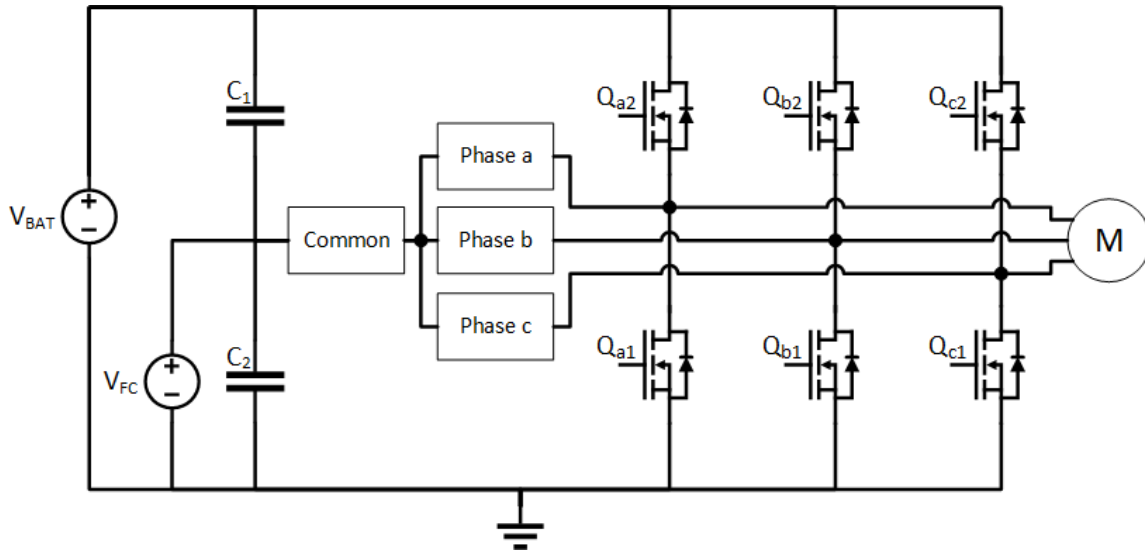 C1
Qa2
Qb2
Qc2
Phase a
VBAT
Common
Phase b
M
Phase c
C2
VFC
Qa1
Qb1
Qc1